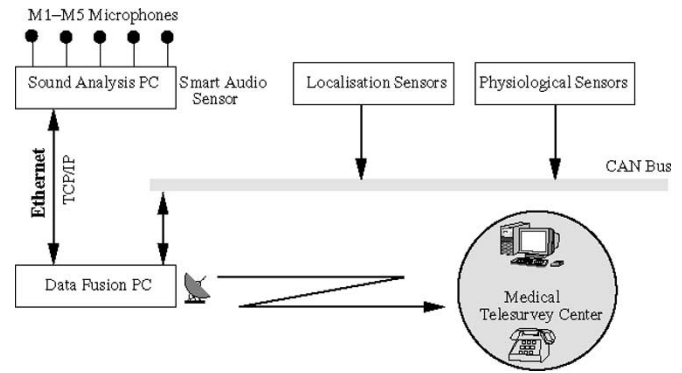 M1–M5 Microphones
Sound Analysis PC
Smart Audio
Sensor
Localisation Sensors
Physiological Sensors
Ethernet
TCP/IP
CAN Bus
Data Fusion PC
Medical
Telesurvey Center